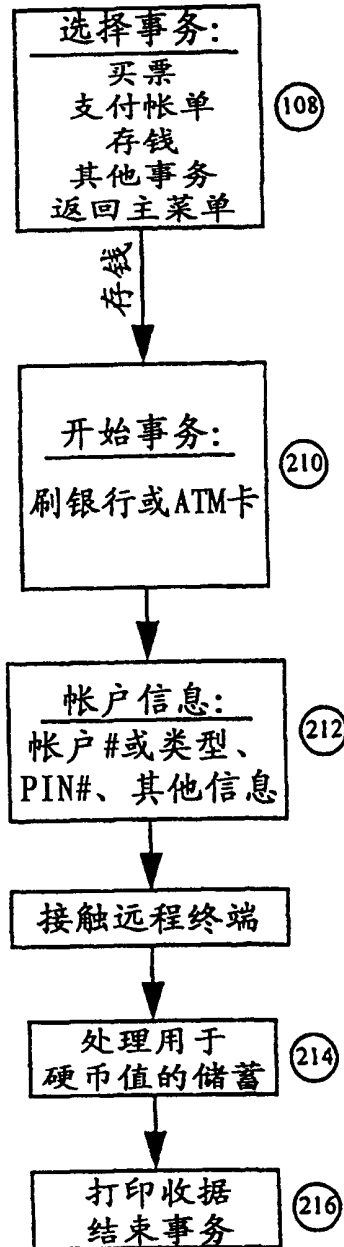 选择事务:
买票
支付帐单
存钱
其他事务
返回主菜单
108
存钱
开始事务:
刷银行或ATM卡
210
帐户信息:
帐户#或类型、
PIN#、其他信息
212
接触远程终端
处理用于
硬币值的储蓄
214
打印收据
结束事务
216